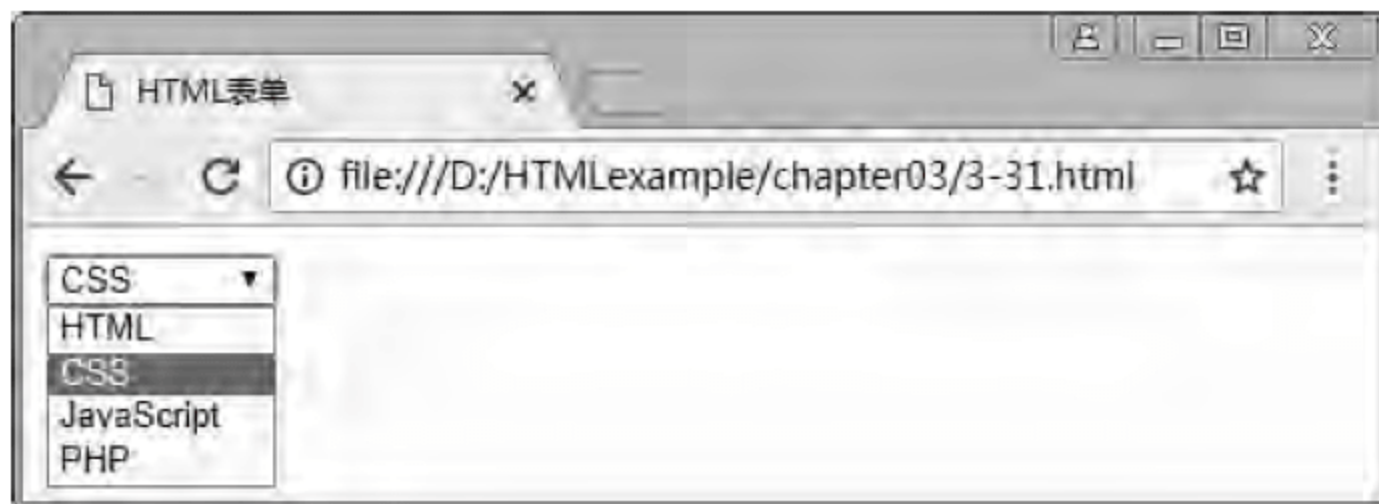 HTML表单
file:///D:/HTMLexample/chapter03/3-31.html
CSS
HTML
CSS
JavaScript
PHP